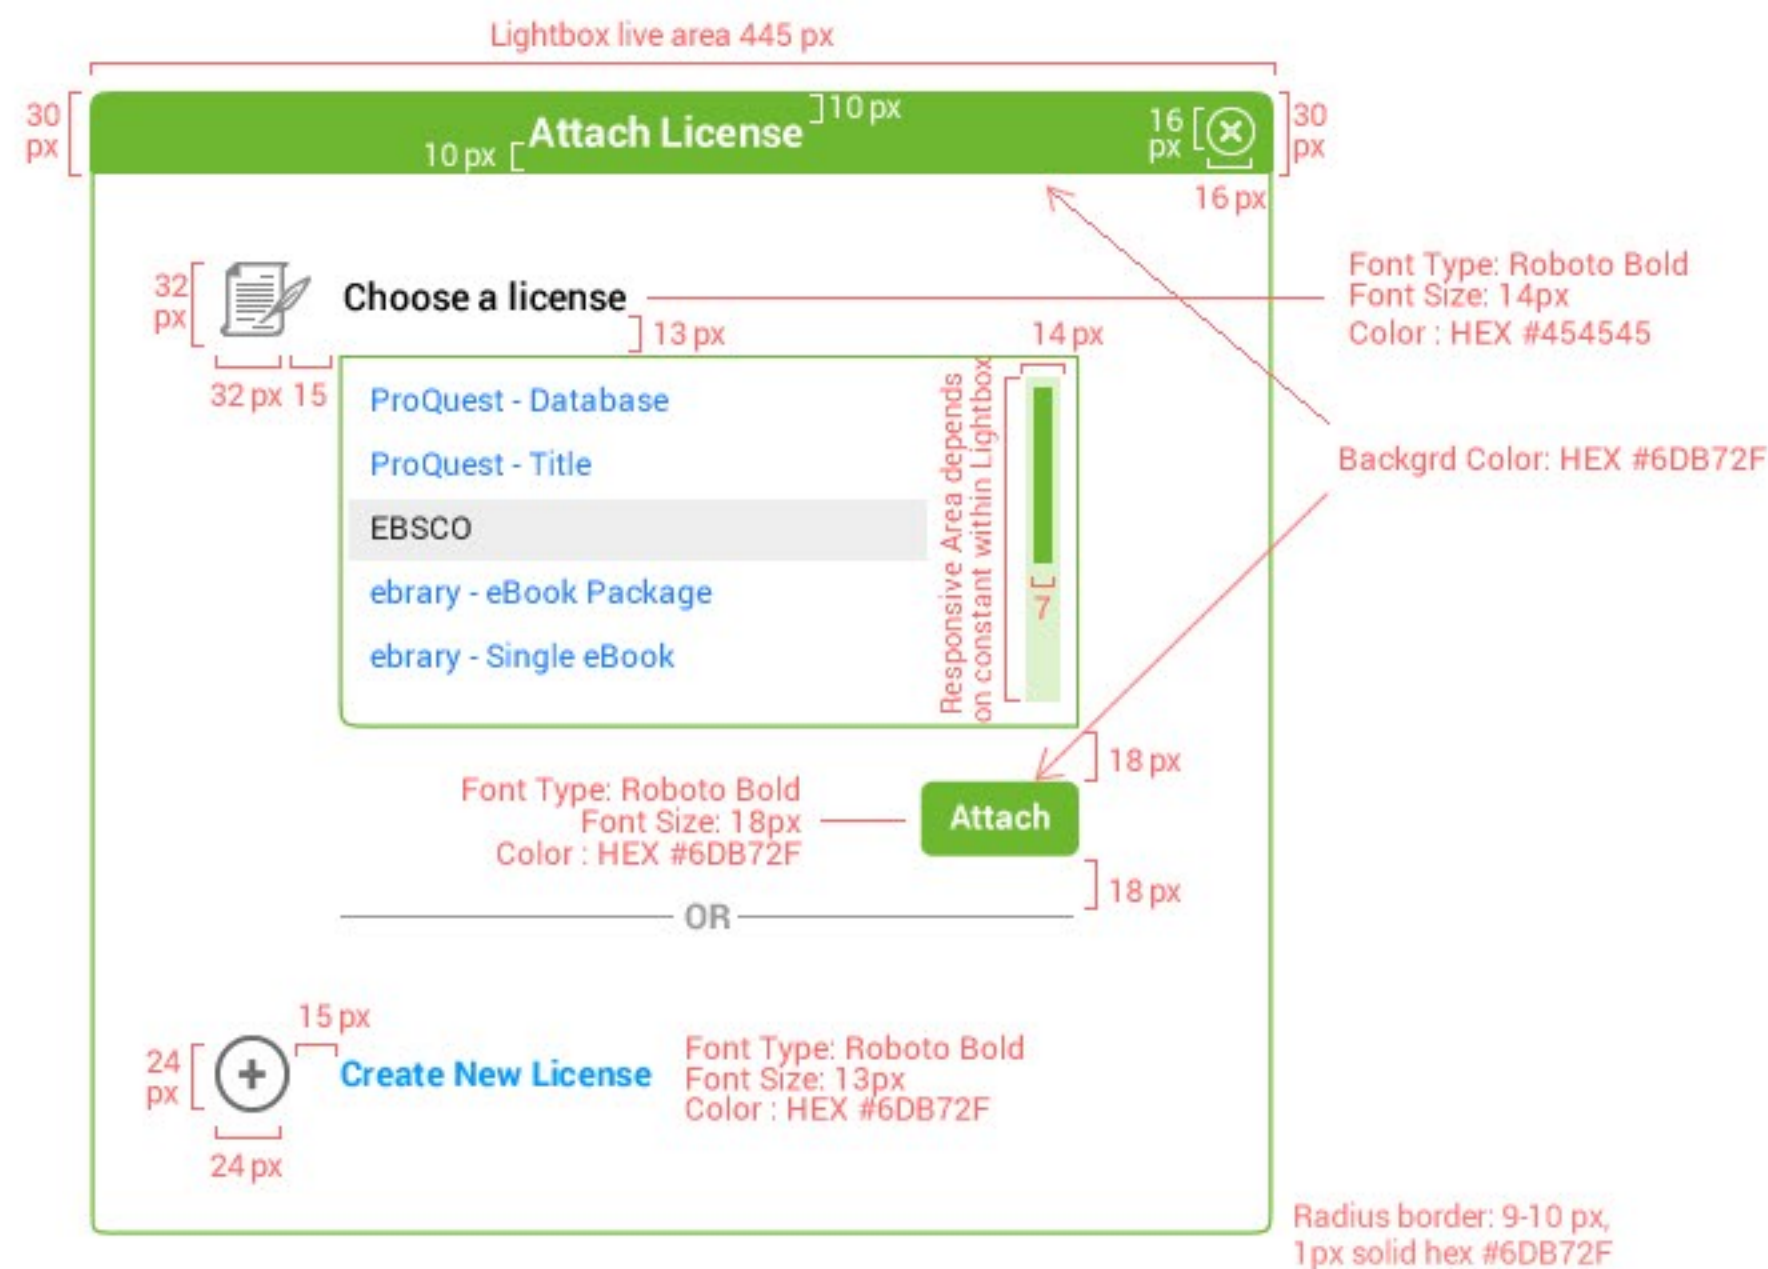 Lightbox live area 445 px
30
px
10 px
Attach License
10 px
16
px
30
px
16 px
32
px
Choose a license
Font Type: Roboto Bold
Font Size: 14px
Color : HEX #454545
13 px
14 px
32 px
15
ProQuest - Database
ProQuest - Title
EBSCO
ebrary - eBook Package
ebrary - Single eBook
Responsive Area depends
on constant within Lightbox
7
Backgrd Color: HEX #6DB72F
18 px
Font Type: Roboto Bold
Font Size: 18px
Color : HEX #6DB72F
Attach
18 px
OR
15 px
24
px
Create New License
Font Type: Roboto Bold
Font Size: 13px
Color : HEX #6DB72F
24 px
Radius border: 9-10 px,
1px solid hex #6DB72F